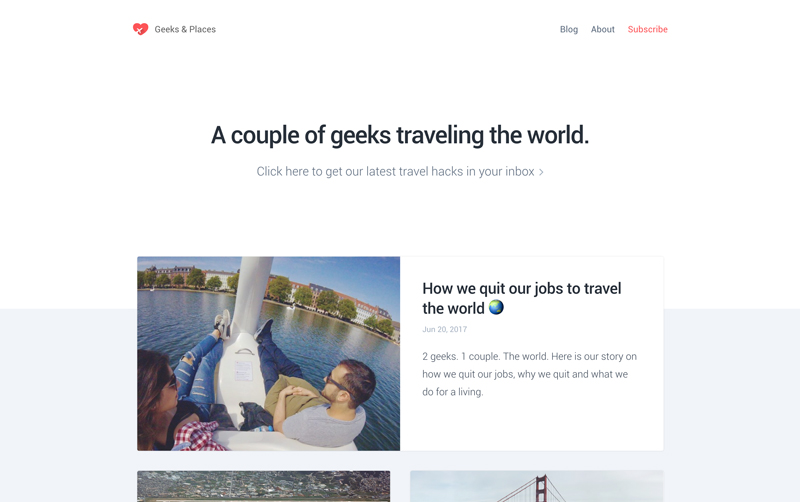 Geeks & Places
Blog
About
Subscribe
A couple of geeks traveling the world.
Click here to get our latest travel hacks in your inbox >
How we quit our jobs to travel
the world 🌏
Jun 20, 2017
2 geeks. 1 couple. The world. Here is our story on
how we quit our jobs, why we quit and what we
do for a living.